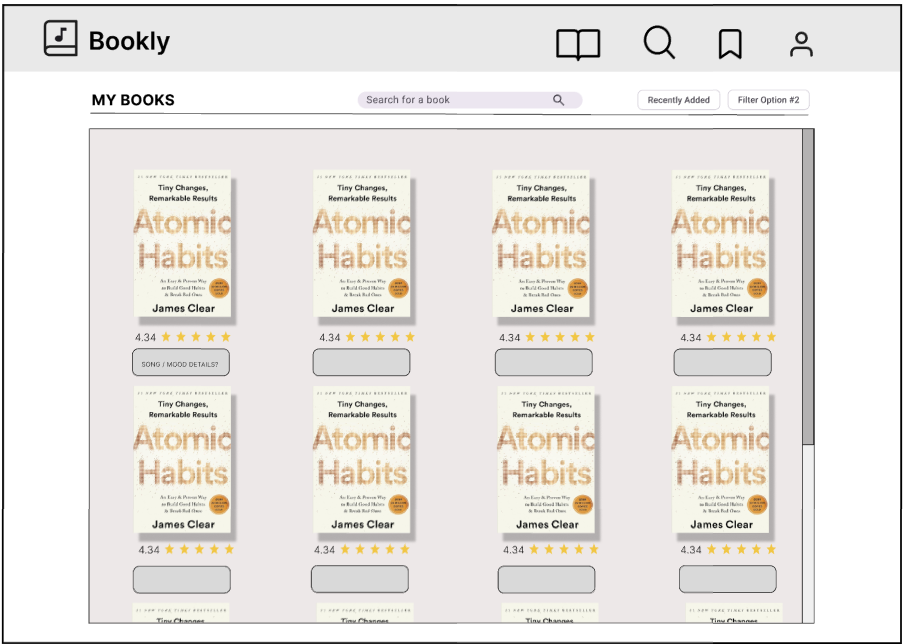 Bookly
MY BOOKS
Search for a book
Recently Added
Filter Option #2
#1 NEW YORK TIMES BESTSELLER
Tiny Changes,
Remarkable Results
Atomic
Habits
An Easy & Proven Way
to Build Good Habits
& Break Bad Ones
James Clear
#1 NEW YORK TIMES BESTSELLER
Tiny Changes,
Remarkable Results
Atomic
Habits
An Easy & Proven Way
to Build Good Habits
& Break Bad Ones
James Clear
#1 NEW YORK TIMES BESTSELLER
Tiny Changes,
Remarkable Results
Atomic
Habits
An Easy & Proven Way
to Build Good Habits
& Break Bad Ones
James Clear
#1 NEW YORK TIMES BESTSELLER
Tiny Changes,
Remarkable Results
Atomic
Habits
An Easy & Proven Way
to Build Good Habits
& Break Bad Ones
James Clear
4.34
4.34
4.34
4.34
SONG / MOOD DETAILS?
#1 NEW YORK TIMES BESTSELLER
Tiny Changes,
Remarkable Results
Atomic
Habits
An Easy & Proven Way
to Build Good Habits
& Break Bad Ones
James Clear
#1 NEW YORK TIMES BESTSELLER
Tiny Changes,
Remarkable Results
Atomic
Habits
An Easy & Proven Way
to Build Good Habits
& Break Bad Ones
James Clear
#1 NEW YORK TIMES BESTSELLER
Tiny Changes,
Remarkable Results
Atomic
Habits
An Easy & Proven Way
to Build Good Habits
& Break Bad Ones
James Clear
#1 NEW YORK TIMES BESTSELLER
Tiny Changes,
Remarkable Results
Atomic
Habits
An Easy & Proven Way
to Build Good Habits
& Break Bad Ones
James Clear
4.34
4.34
4.34
4.34
#1 NEW YORK TIMES BESTSELLER
Tiny Changes,
#1 NEW YORK TIMES BESTSELLER
Tiny Changes,
#1 NEW YORK TIMES BESTSELLER
Tiny Changes,
#1 NEW YORK TIMES BESTSELLER
Tiny Changes,